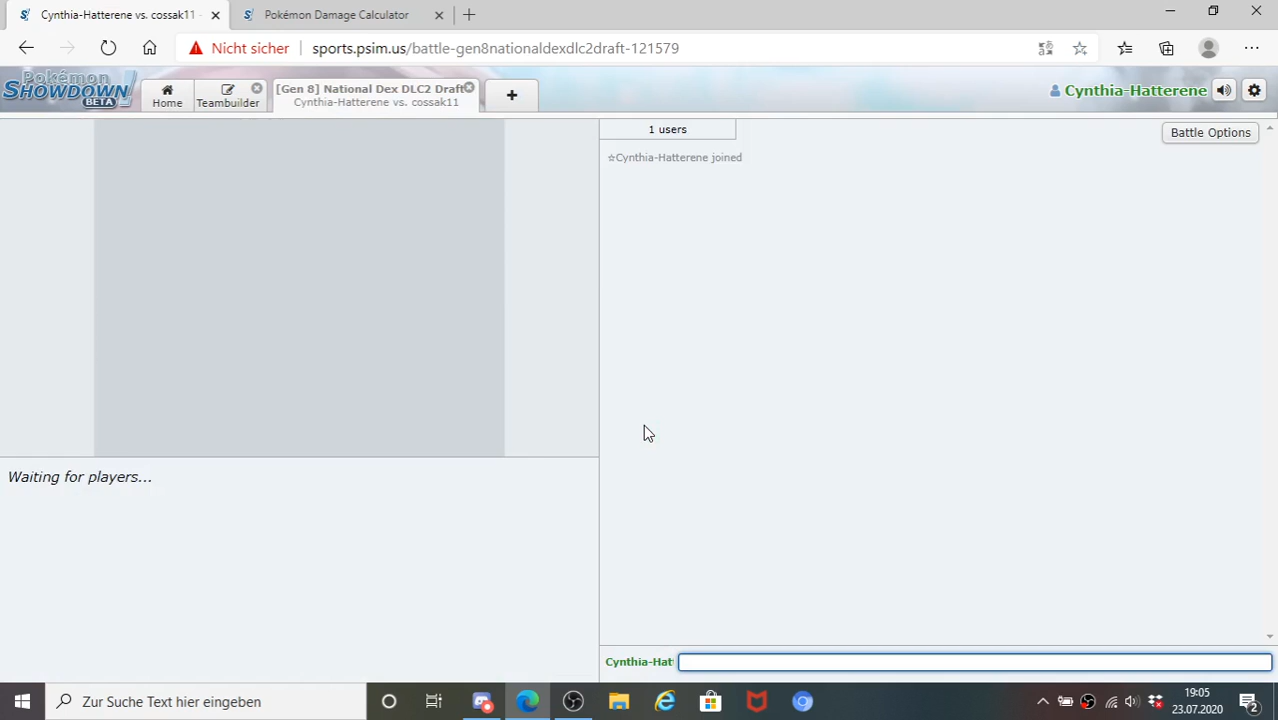 Cynthia-Hatterene vs. cossak11 -
Pokémon Damage Calculator
Nicht sicher
sports.psim.us/battle-gen8nationaldexdlc2draft-121579
Pokémon
SHOWDOWN!
BETA
Home
Teambuilder
[Gen 8] National Dex DLC2 Draft
Cynthia-Hatterene vs. cossak11
Cynthia-Hatterene
1 users
Battle Options
☆Cynthia-Hatterene joined
Waiting for players...
Cynthia-Hat
Zur Suche Text hier eingeben
19:05
23.07.2020
2